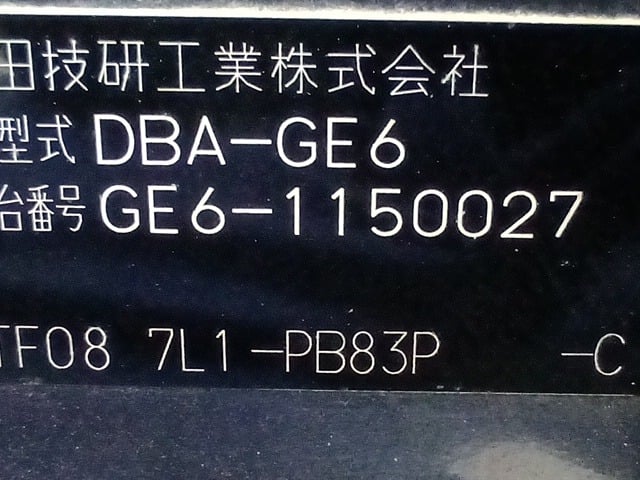 田技研工業株式会社
型式 DBA-GE6
台番号 GE6-1150027
TF08 7L1-PB83P -C